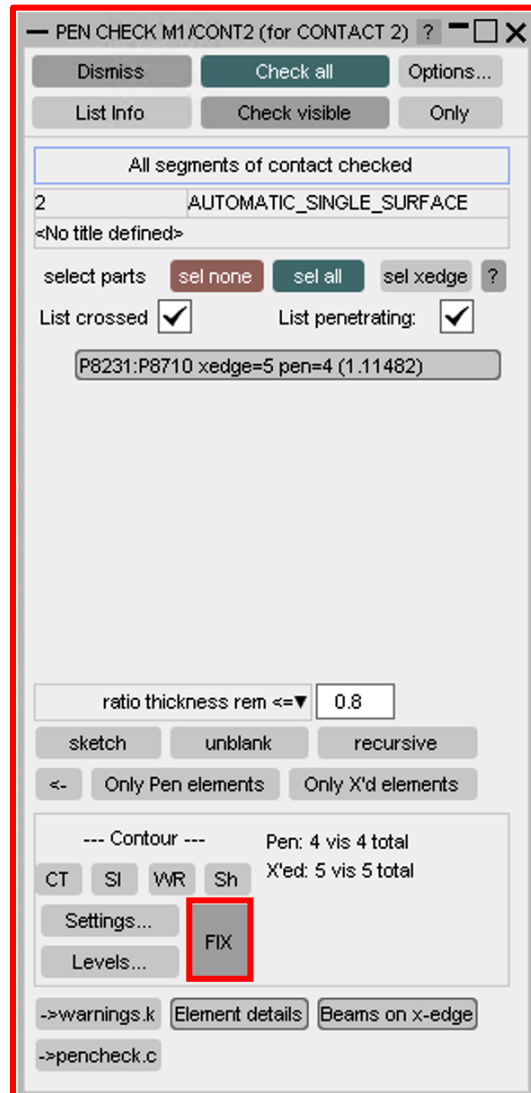 PEN CHECK M1/CONT2 (for CONTACT 2) ?
Dismiss Check all Options...
List Info Check visible Only
All segments of contact checked
2 AUTOMATIC_SINGLE_SURFACE
<No title defined>
select parts sel none sel all sel xedge ?
List crossed List penetrating:
P8231:P8710 xedge=5 pen=4 (1.11482)
ratio thickness rem <=▼ 0.8
sketch unblank recursive
<- Only Pen elements Only X'd elements
--- Contour --- Pen: 4 vis 4 total
CT SI WR Sh X'ed: 5 vis 5 total
Settings... FIX
Levels...
->warnings.k Element details Beams on x-edge
->pencheck.c